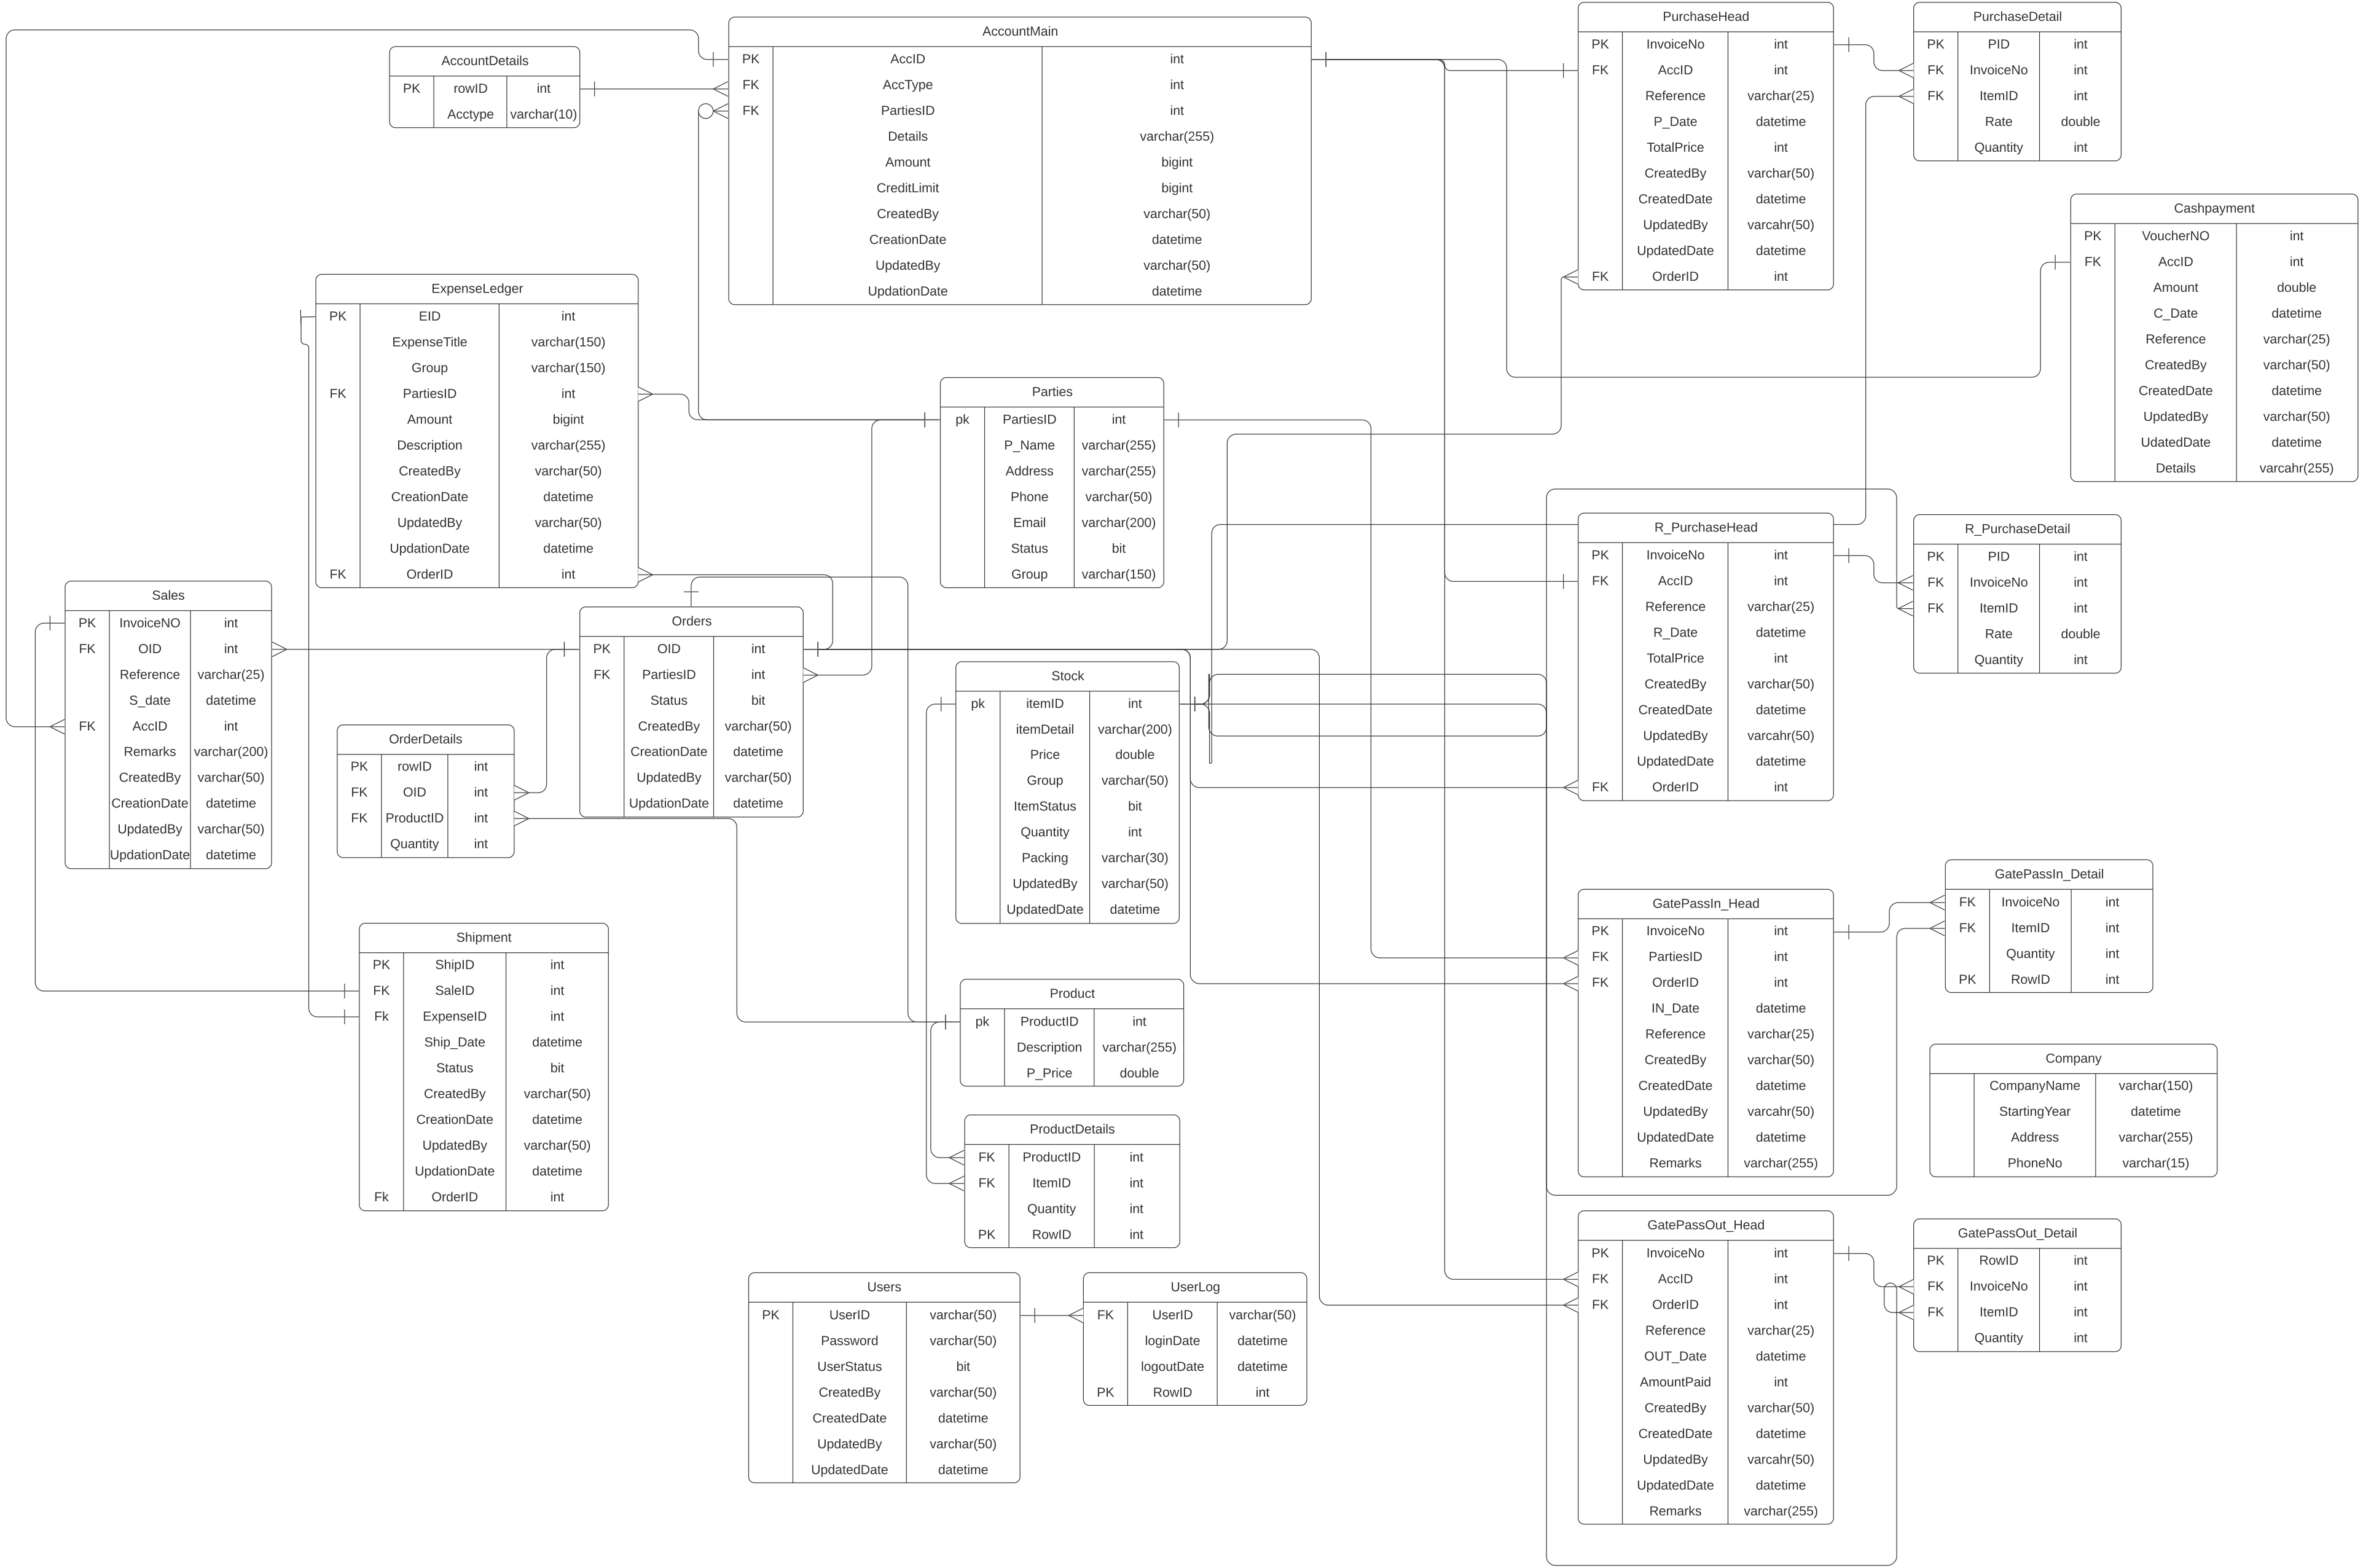 AccountMain
PK AccID int
FK AccType int
FK PartiesID int
Details varchar(255)
Amount bigint
CreditLimit bigint
CreatedBy varchar(50)
CreationDate datetime
UpdatedBy varchar(50)
UpdationDate datetime
AccountDetails
PK rowID int
Acctype varchar(10)
PurchaseHead
PK InvoiceNo int
FK AccID int
Reference varchar(25)
P_Date datetime
TotalPrice int
CreatedBy varchar(50)
CreatedDate datetime
UpdatedBy varcahr(50)
UpdatedDate datetime
FK OrderID int
PurchaseDetail
PK PID int
FK InvoiceNo int
FK ItemID int
Rate double
Quantity int
Cashpayment
PK VoucherNO int
FK AccID int
Amount double
C_Date datetime
Reference varchar(25)
CreatedBy varchar(50)
CreatedDate datetime
UpdatedBy varchar(50)
UdatedDate datetime
Details varcahr(255)
ExpenseLedger
PK EID int
ExpenseTitle varchar(150)
Group varchar(150)
FK PartiesID int
Amount bigint
Description varchar(255)
CreatedBy varchar(50)
CreationDate datetime
UpdatedBy varchar(50)
UpdationDate datetime
FK OrderID int
Parties
pk PartiesID int
P_Name varchar(255)
Address varchar(255)
Phone varchar(50)
Email varchar(200)
Status bit
Group varchar(150)
R_PurchaseHead
PK InvoiceNo int
FK AccID int
Reference varchar(25)
R_Date datetime
TotalPrice int
CreatedBy varchar(50)
CreatedDate datetime
UpdatedBy varcahr(50)
UpdatedDate datetime
FK OrderID int
R_PurchaseDetail
PK PID int
FK InvoiceNo int
FK ItemID int
Rate double
Quantity int
Sales
PK InvoiceNO int
FK OID int
Reference varchar(25)
S_date datetime
FK AccID int
Remarks varchar(200)
CreatedBy varchar(50)
CreationDate datetime
UpdatedBy varchar(50)
UpdationDate datetime
Orders
PK OID int
FK PartiesID int
Status bit
CreatedBy varchar(50)
CreationDate datetime
UpdatedBy varchar(50)
UpdationDate datetime
Stock
pk itemID int
itemDetail varchar(200)
Price double
Group varchar(50)
ItemStatus bit
Quantity int
Packing varchar(30)
UpdatedBy varchar(50)
UpdatedDate datetime
OrderDetails
PK rowID int
FK OID int
FK ProductID int
Quantity int
GatePassIn_Head
PK InvoiceNo int
FK PartiesID int
FK OrderID int
IN_Date datetime
Reference varchar(25)
CreatedBy varchar(50)
CreatedDate datetime
UpdatedBy varcahr(50)
UpdatedDate datetime
Remarks varchar(255)
GatePassIn_Detail
FK InvoiceNo int
FK ItemID int
Quantity int
PK RowID int
Shipment
PK ShipID int
FK SaleID int
Fk ExpenseID int
Ship_Date datetime
Status bit
CreatedBy varchar(50)
CreationDate datetime
UpdatedBy varchar(50)
UpdationDate datetime
Fk OrderID int
Product
pk ProductID int
Description varchar(255)
P_Price double
Company
CompanyName varchar(150)
StartingYear datetime
Address varchar(255)
PhoneNo varchar(15)
ProductDetails
FK ProductID int
FK ItemID int
Quantity int
PK RowID int
GatePassOut_Head
PK InvoiceNo int
FK AccID int
FK OrderID int
Reference varchar(25)
OUT_Date datetime
AmountPaid int
CreatedBy varchar(50)
CreatedDate datetime
UpdatedBy varcahr(50)
UpdatedDate datetime
Remarks varchar(255)
GatePassOut_Detail
PK RowID int
FK InvoiceNo int
FK ItemID int
Quantity int
Users
PK UserID varchar(50)
Password varchar(50)
UserStatus bit
CreatedBy varchar(50)
CreatedDate datetime
UpdatedBy varchar(50)
UpdatedDate datetime
UserLog
FK UserID varchar(50)
loginDate datetime
logoutDate datetime
PK RowID int